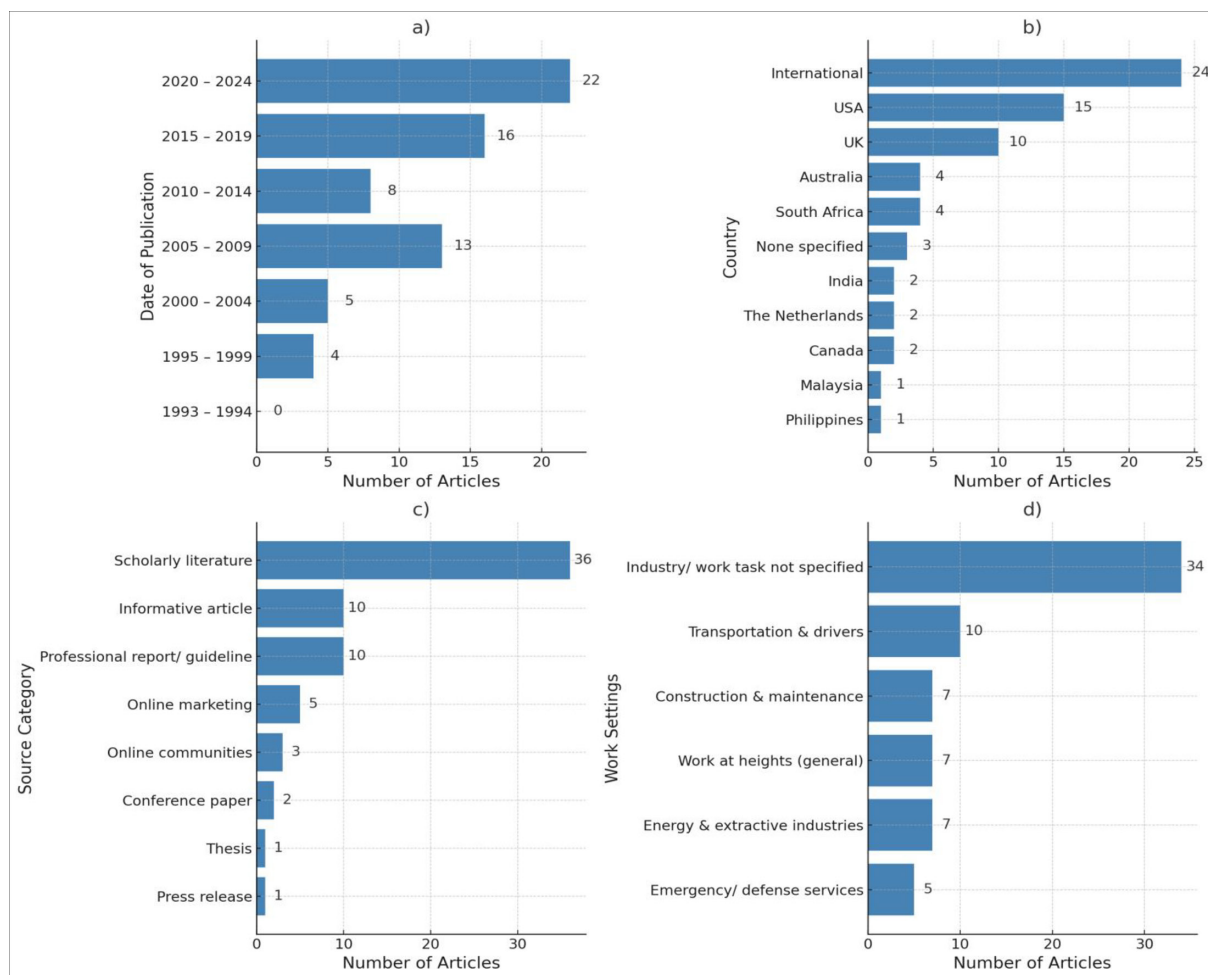 a)
Date of Publication
2020 – 2024 22
2015 – 2019 16
2010 – 2014 8
2005 – 2009 13
2000 – 2004 5
1995 – 1999 4
1993 – 1994 0
0 5 10 15 20
Number of Articles
b)
Country
International 24
USA 15
UK 10
Australia 4
South Africa 4
None specified 3
India 2
The Netherlands 2
Canada 2
Malaysia 1
Philippines 1
0 5 10 15 20 25
Number of Articles
c)
Source Category
Scholarly literature 36
Informative article 10
Professional report/ guideline 10
Online marketing 5
Online communities 3
Conference paper 2
Thesis 1
Press release 1
0 10 20 30
Number of Articles
d)
Work Settings
Industry/ work task not specified 34
Transportation & drivers 10
Construction & maintenance 7
Work at heights (general) 7
Energy & extractive industries 7
Emergency/ defense services 5
0 10 20 30
Number of Articles